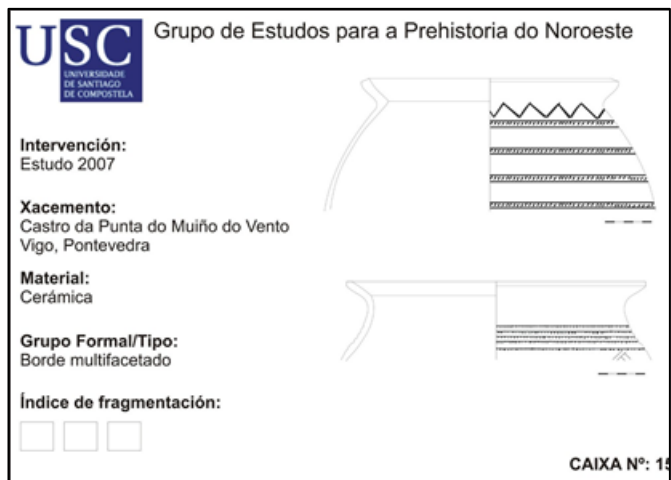 USC
UNIVERSIDADE
DE SANTIAGO
DE COMPOSTELA
Grupo de Estudos para a Prehistoria do Noroeste
Intervención:
Estudo 2007
Xacemento:
Castro da Punta do Muiño do Vento
Vigo, Pontevedra
Material:
Cerámica
Grupo Formal/Tipo:
Borde multifacetado
Índice de fragmentación:
CAIXA Nº: 15